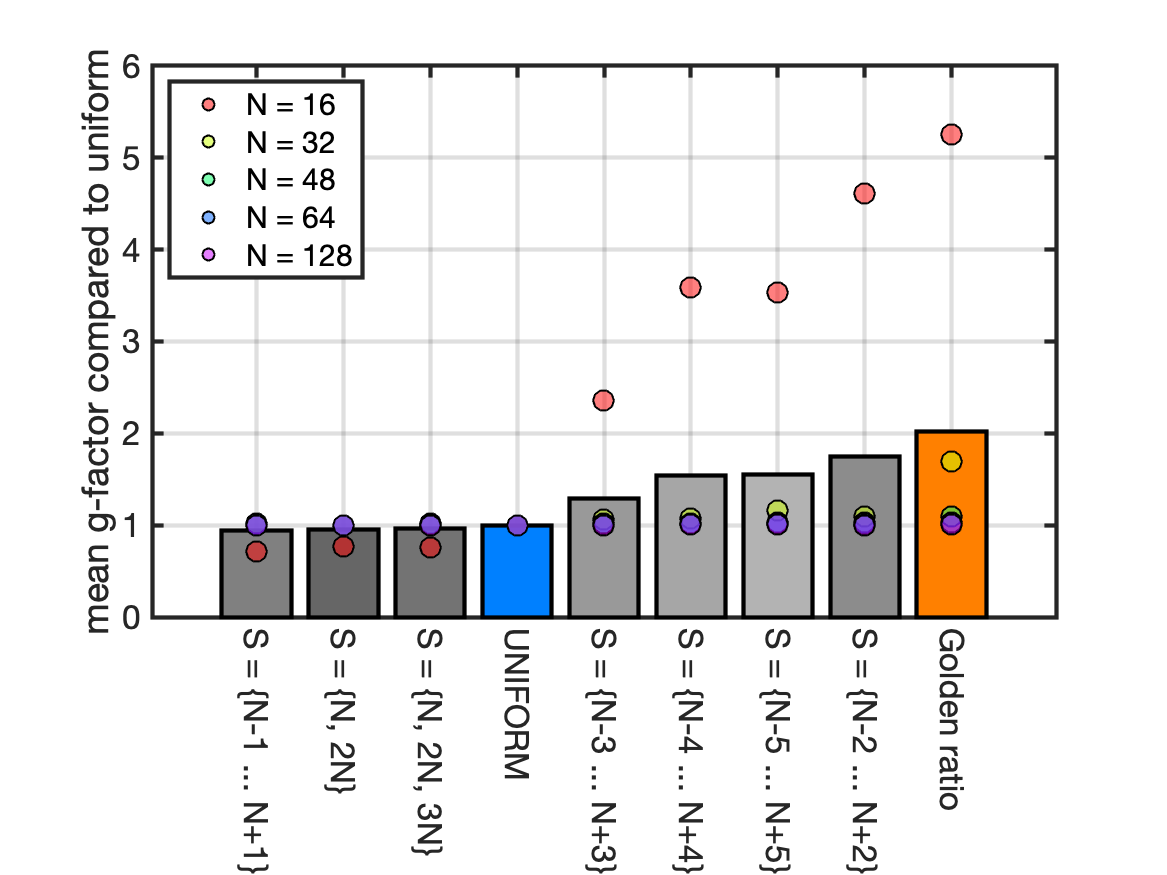 mean g-factor compared to uniform
6
5
4
3
2
1
0
N = 16
N = 32
N = 48
N = 64
N = 128
S = {N-1 ... N+1}
S = {N, 2N}
S = {N, 2N, 3N}
UNIFORM
S = {N-3 ... N+3}
S = {N-4 ... N+4}
S = {N-5 ... N+5}
S = {N-2 ... N+2}
Golden ratio